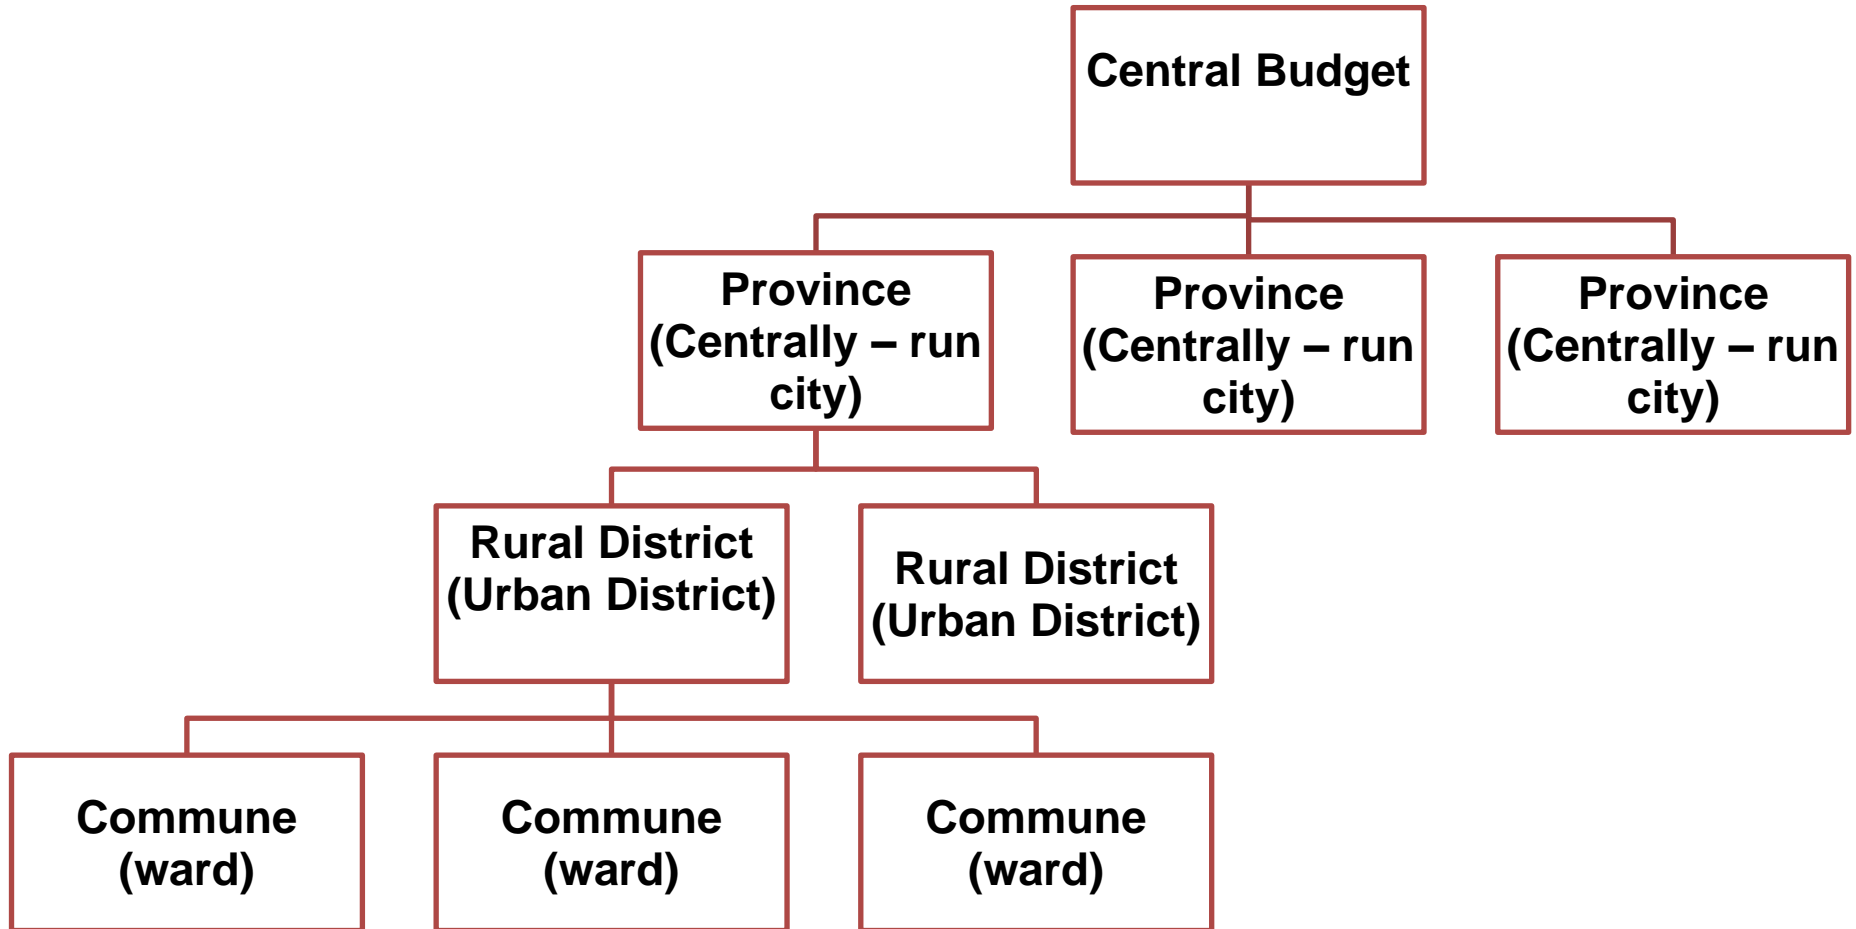 Central Budget
Province
(Centrally – run
city)
Province
(Centrally – run
city)
Province
(Centrally – run
city)
Rural District
(Urban District)
Rural District
(Urban District)
Commune
(ward)
Commune
(ward)
Commune
(ward)